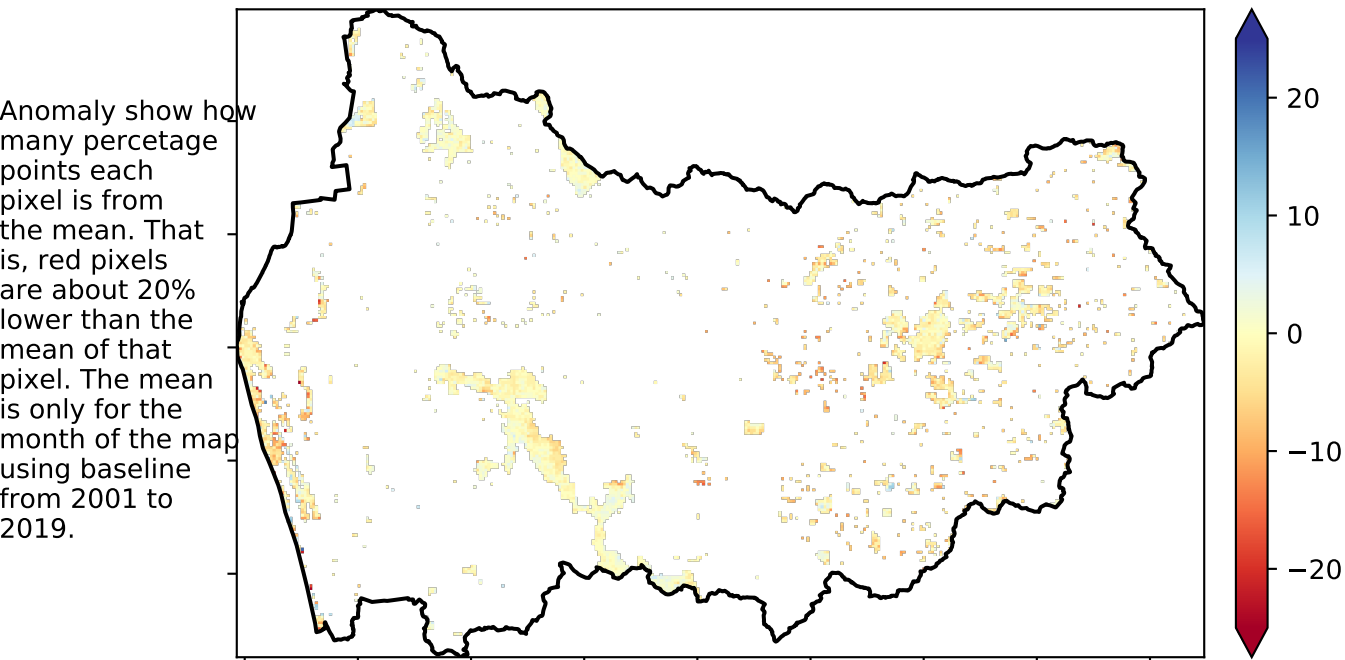 Anomaly show how
many percetage
points each
pixel is from
the mean. That
is, red pixels
are about 20%
lower than the
mean of that
pixel. The mean
is only for the
month of the map
using baseline
from 2001 to
2019.
20
10
0
−10
−20